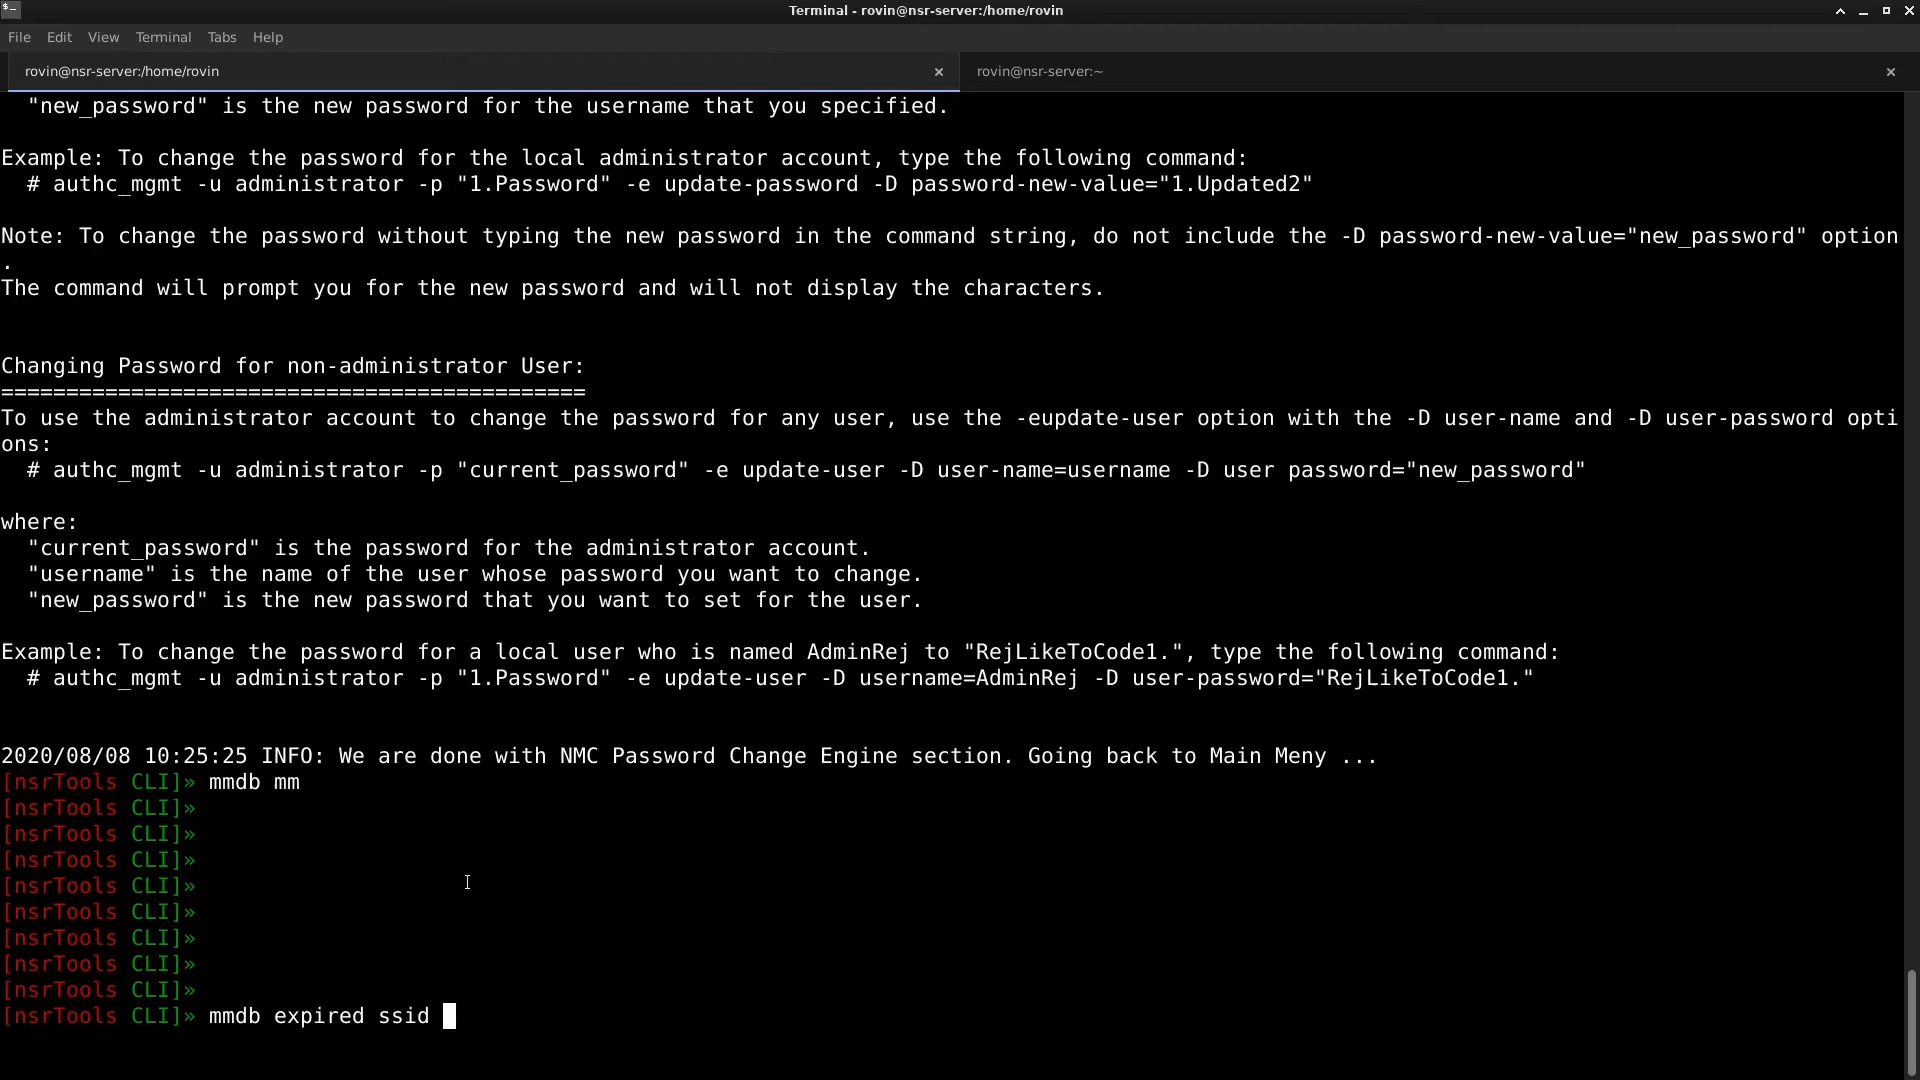 Terminal - rovin@nsr-server:/home/rovin
File Edit View Terminal Tabs Help
rovin@nsr-server:/home/rovin rovin@nsr-server:~
"new_password" is the new password for the username that you specified.
Example: To change the password for the local administrator account, type the following command:
# authc_mgmt -u administrator -p "1.Password" -e update-password -D password-new-value="1.Updated2"
Note: To change the password without typing the new password in the command string, do not include the -D password-new-value="new_password" option
.
The command will prompt you for the new password and will not display the characters.
Changing Password for non-administrator User:
=============================================
To use the administrator account to change the password for any user, use the -eupdate-user option with the -D user-name and -D user-password opti
ons:
# authc_mgmt -u administrator -p "current_password" -e update-user -D user-name=username -D user password="new_password"
where:
"current_password" is the password for the administrator account.
"username" is the name of the user whose password you want to change.
"new_password" is the new password that you want to set for the user.
Example: To change the password for a local user who is named AdminRej to "RejLikeToCode1.", type the following command:
# authc_mgmt -u administrator -p "1.Password" -e update-user -D username=AdminRej -D user-password="RejLikeToCode1."
2020/08/08 10:25:25 INFO: We are done with NMC Password Change Engine section. Going back to Main Meny ...
[nsrTools CLI]» mmdb mm
[nsrTools CLI]»
[nsrTools CLI]»
[nsrTools CLI]»
[nsrTools CLI]»
[nsrTools CLI]»
[nsrTools CLI]»
[nsrTools CLI]»
[nsrTools CLI]»
[nsrTools CLI]» mmdb expired ssid